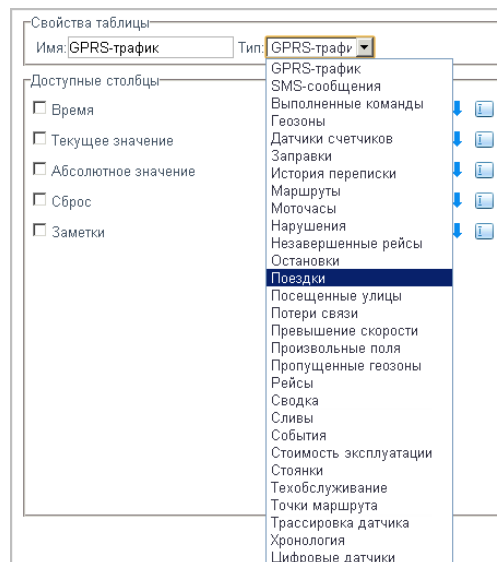 Свойства таблицы
Имя: GPRS-трафик Тип: GPRS-трафи
Доступные столбцы
Время
Текущее значение
Абсолютное значение
Сброс
Заметки
GPRS-трафик
SMS-сообщения
Выполненные команды
Геозоны
Датчики счетчиков
Заправки
История переписки
Маршруты
Моточасы
Нарушения
Незавершенные рейсы
Остановки
Поездки
Посещенные улицы
Потери связи
Превышение скорости
Произвольные поля
Пропущенные геозоны
Рейсы
Сводка
Сливы
События
Стоимость эксплуатации
Стоянки
Техобслуживание
Точки маршрута
Трассировка датчика
Хронология
Цифровые датчики